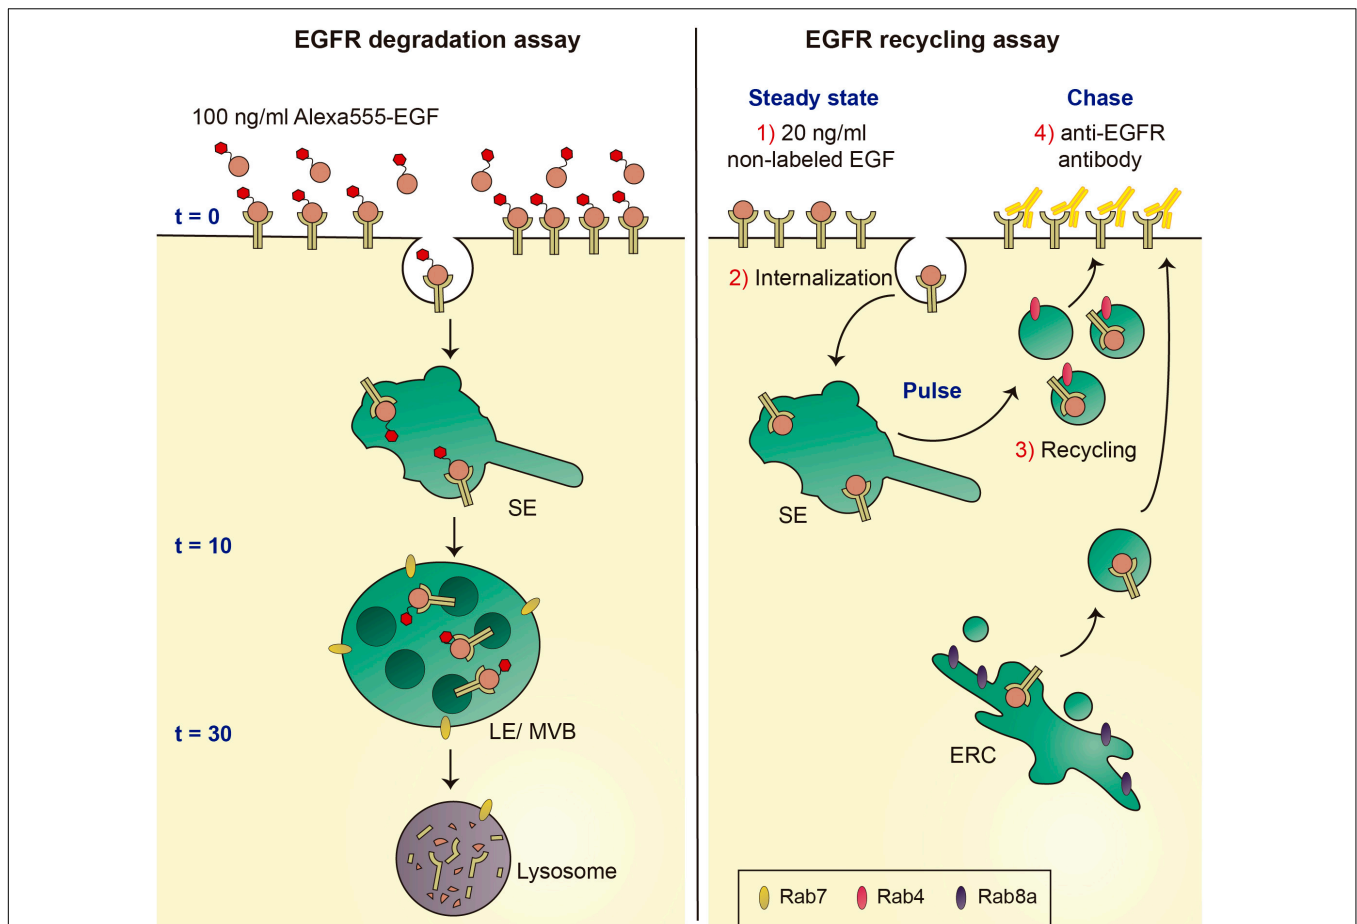 EGFR degradation assay
100 ng/ml Alexa555-EGF
t = 0
SE
t = 10
LE/ MVB
t = 30
Lysosome
EGFR recycling assay
Steady state
1) 20 ng/ml
non-labeled EGF
Chase
4) anti-EGFR
antibody
2) Internalization
Pulse
3) Recycling
SE
ERC
Rab7
Rab4
Rab8a